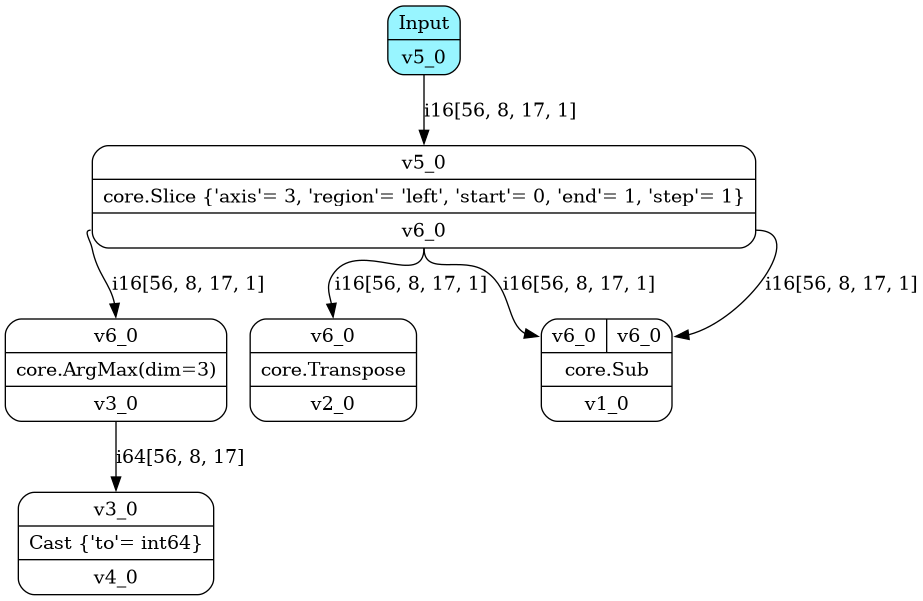 Input
v5_0
i16[56, 8, 17, 1]
v5_0
core.Slice {'axis'= 3, 'region'= 'left', 'start'= 0, 'end'= 1, 'step'= 1}
v6_0
i16[56, 8, 17, 1]
i16[56, 8, 17, 1]
i16[56, 8, 17, 1]
i16[56, 8, 17, 1]
v6_0
core.ArgMax(dim=3)
v3_0
v6_0
core.Transpose
v2_0
v6_0 v6_0
core.Sub
v1_0
i64[56, 8, 17]
v3_0
Cast {'to'= int64}
v4_0